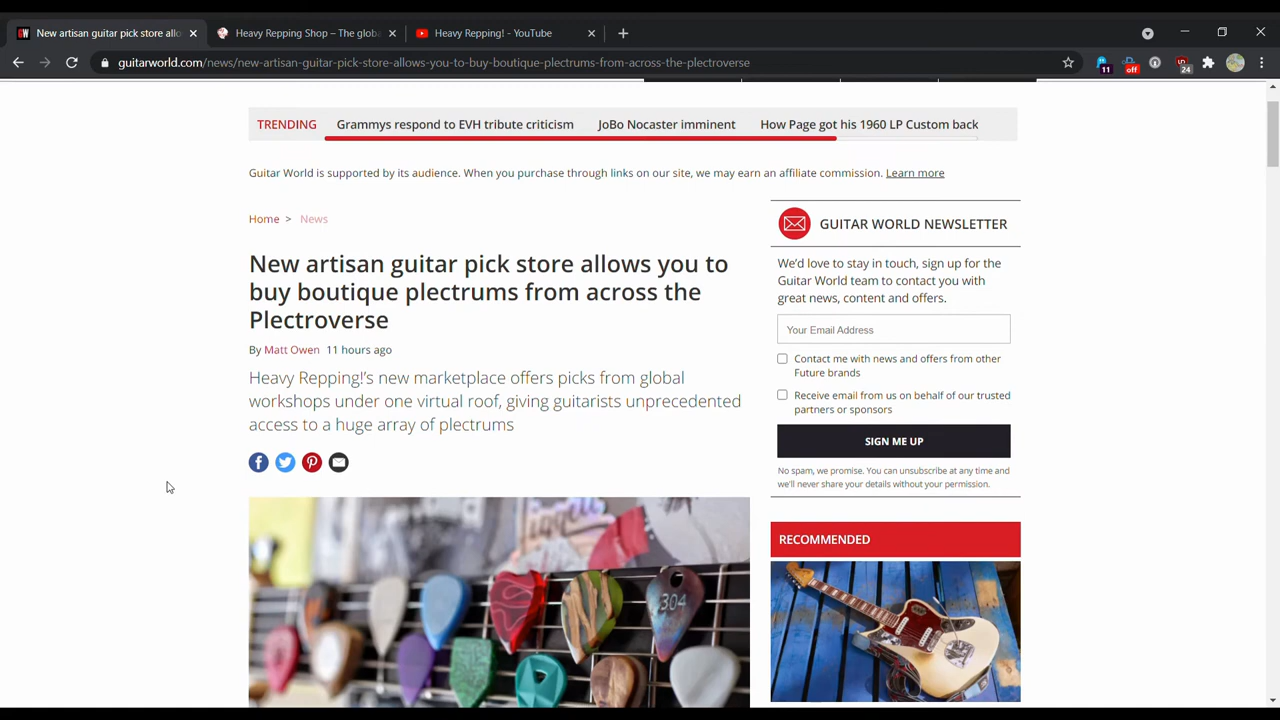 New artisan guitar pick store allo
Heavy Repping Shop – The globa
Heavy Repping! - YouTube
guitarworld.com/news/new-artisan-guitar-pick-store-allows-you-to-buy-boutique-plectrums-from-across-the-plectroverse
11
off
24
TRENDING Grammys respond to EVH tribute criticism JoBo Nocaster imminent How Page got his 1960 LP Custom back
Guitar World is supported by its audience. When you purchase through links on our site, we may earn an affiliate commission. Learn more
Home > News
New artisan guitar pick store allows you to
buy boutique plectrums from across the
Plectroverse
By Matt Owen 11 hours ago
Heavy Repping!'s new marketplace offers picks from global
workshops under one virtual roof, giving guitarists unprecedented
access to a huge array of plectrums
304
GUITAR WORLD NEWSLETTER
We'd love to stay in touch, sign up for the
Guitar World team to contact you with
great news, content and offers.
Your Email Address
Contact me with news and offers from other
Future brands
Receive email from us on behalf of our trusted
partners or sponsors
SIGN ME UP
No spam, we promise. You can unsubscribe at any time and
we'll never share your details without your permission.
RECOMMENDED